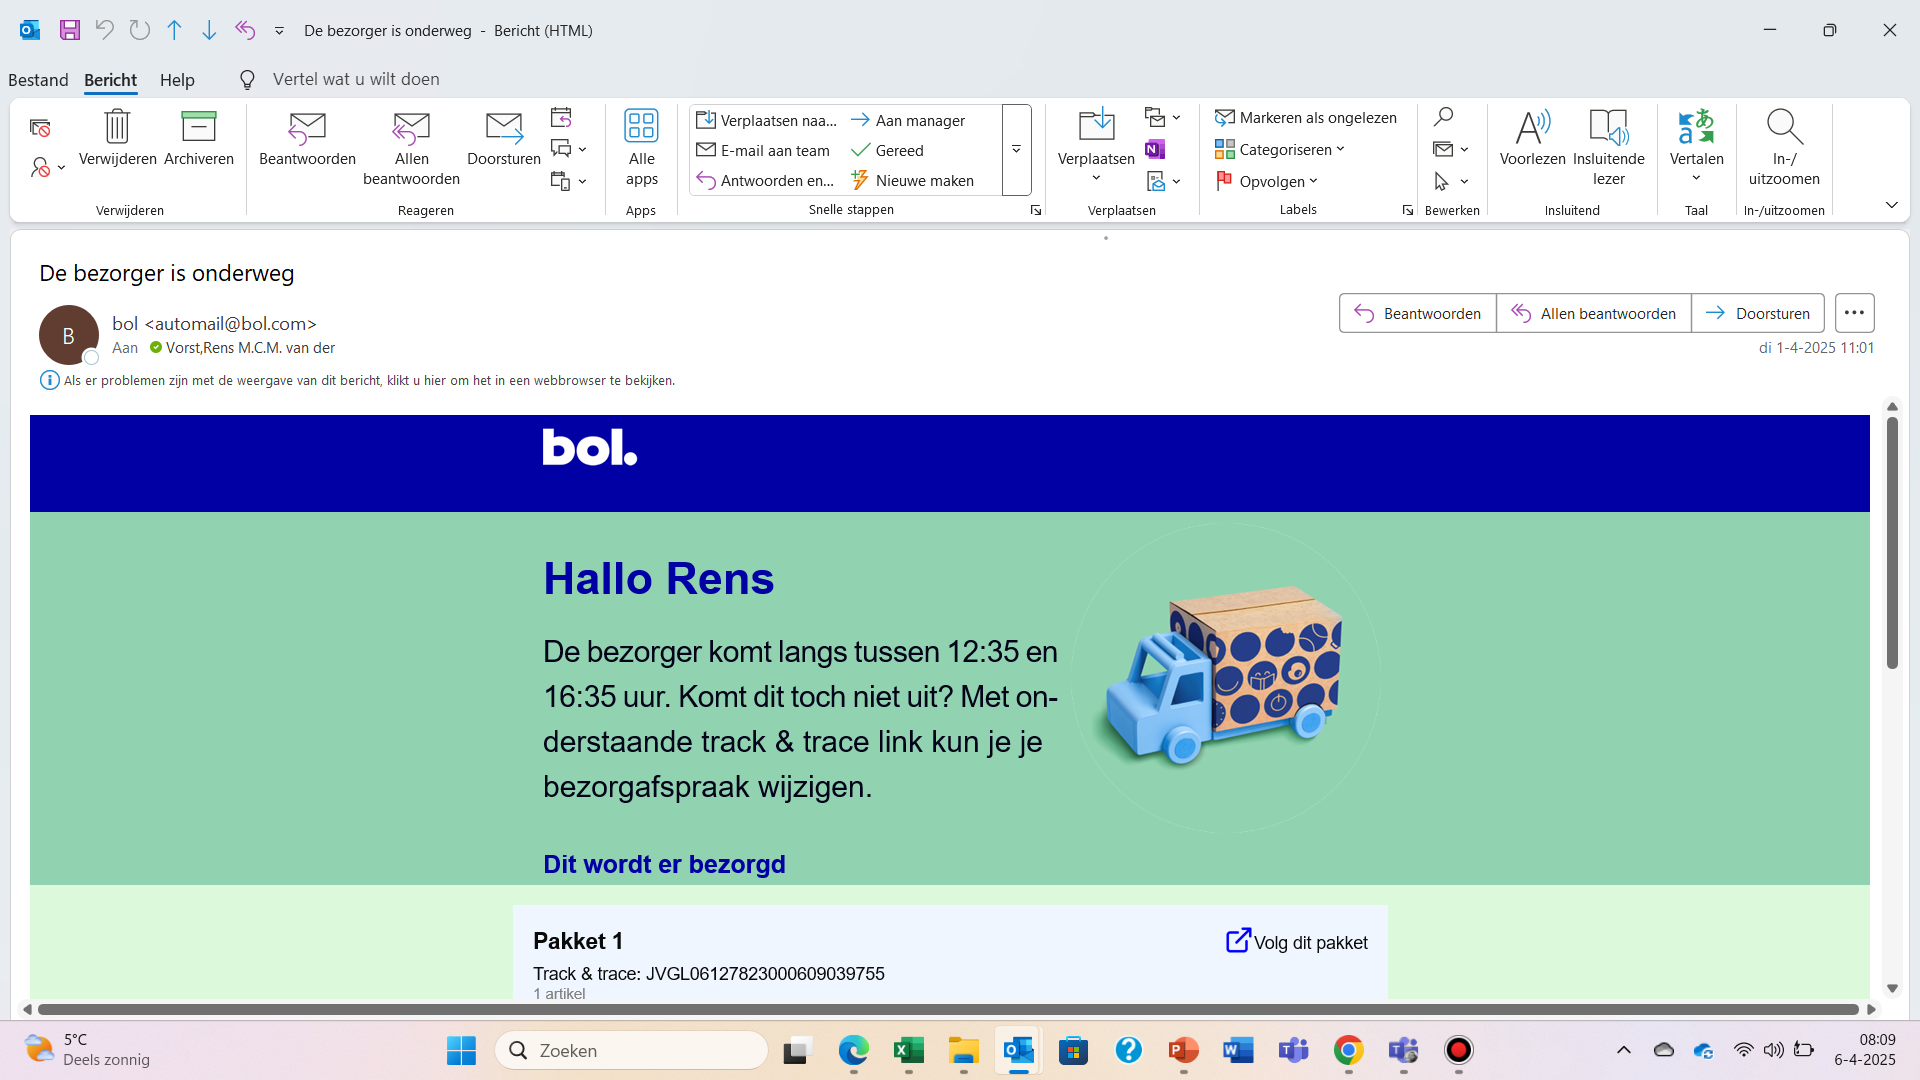 De bezorger is onderweg - Bericht (HTML)
Bestand Bericht Help Vertel wat u wilt doen
Verwijderen Archiveren
Verwijderen
Beantwoorden Allen beantwoorden Doorsturen
Reageren
Alle apps
Apps
Verplaatsen naa... Aan manager
E-mail aan team Gereed
Antwoorden en... Nieuwe maken
Snelle stappen
Verplaatsen
Verplaatsen
Markeren als ongelezen
Categoriseren
Opvolgen
Labels
Bewerken
Voorlezen Insluitende lezer
Insluitend
Vertalen
Taal
In-/ uitzoomen
In-/uitzoomen
De bezorger is onderweg
B
bol <automail@bol.com>
Aan Vorst,Rens M.C.M. van der
Beantwoorden Allen beantwoorden Doorsturen
di 1-4-2025 11:01
Als er problemen zijn met de weergave van dit bericht, klikt u hier om het in een webbrowser te bekijken.
bol.
Hallo Rens
De bezorger komt langs tussen 12:35 en
16:35 uur. Komt dit toch niet uit? Met on-
derstaande track & trace link kun je je
bezorgafspraak wijzigen.
Dit wordt er bezorgd
Pakket 1
Volg dit pakket
Track & trace: JVGL06127823000609039755
1 artikel
5°C
Deels zonnig
Zoeken
08:09
6-4-2025